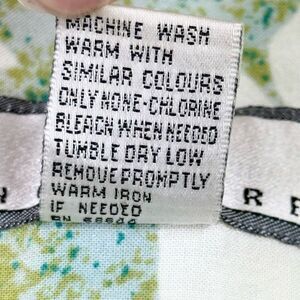 MACHINE WASH
WARM WITH
SIMILAR COLOURS
ONLY NONE-CHLORINE
BLEACH WHEN NEEDED
TUMBLE DRY LOW
REMOVE PROMPTLY
WARM IRON
IF NEEDED
RN